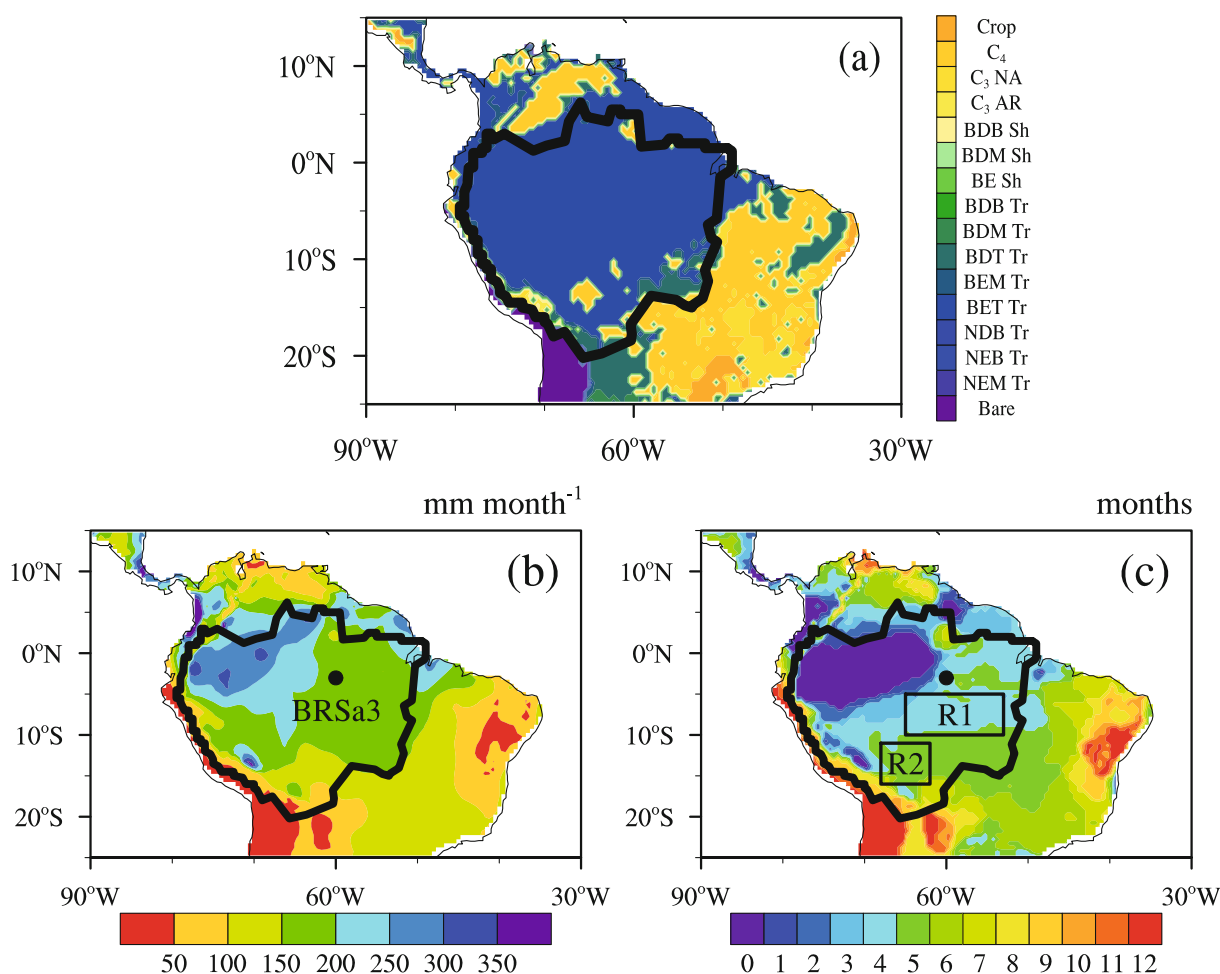 (a)
10°N
0°N
10°S
20°S
90°W
60°W
30°W
Crop
C₄
C₃ NA
C₃ AR
BDB Sh
BDM Sh
BE Sh
BDB Tr
BDM Tr
BDT Tr
BEM Tr
BET Tr
NDB Tr
NEB Tr
NEM Tr
Bare
mm month⁻¹
(b)
10°N
0°N
10°S
20°S
BRSa3
90°W
60°W
30°W
50 100 150 200 250 300 350
months
(c)
10°N
0°N
10°S
20°S
R1
R2
90°W
60°W
30°W
0 1 2 3 4 5 6 7 8 9 10 11 12